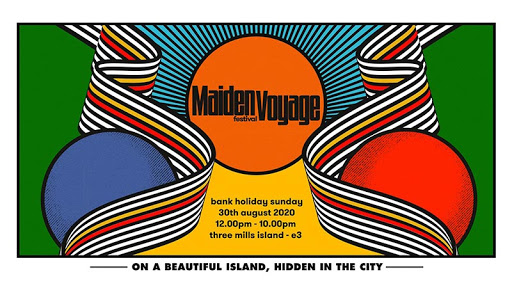 Maiden Voyage
festival
bank holiday sunday
30th august 2020
12.00pm - 10.00pm
three mills island - e3
ON A BEAUTIFUL ISLAND, HIDDEN IN THE CITY